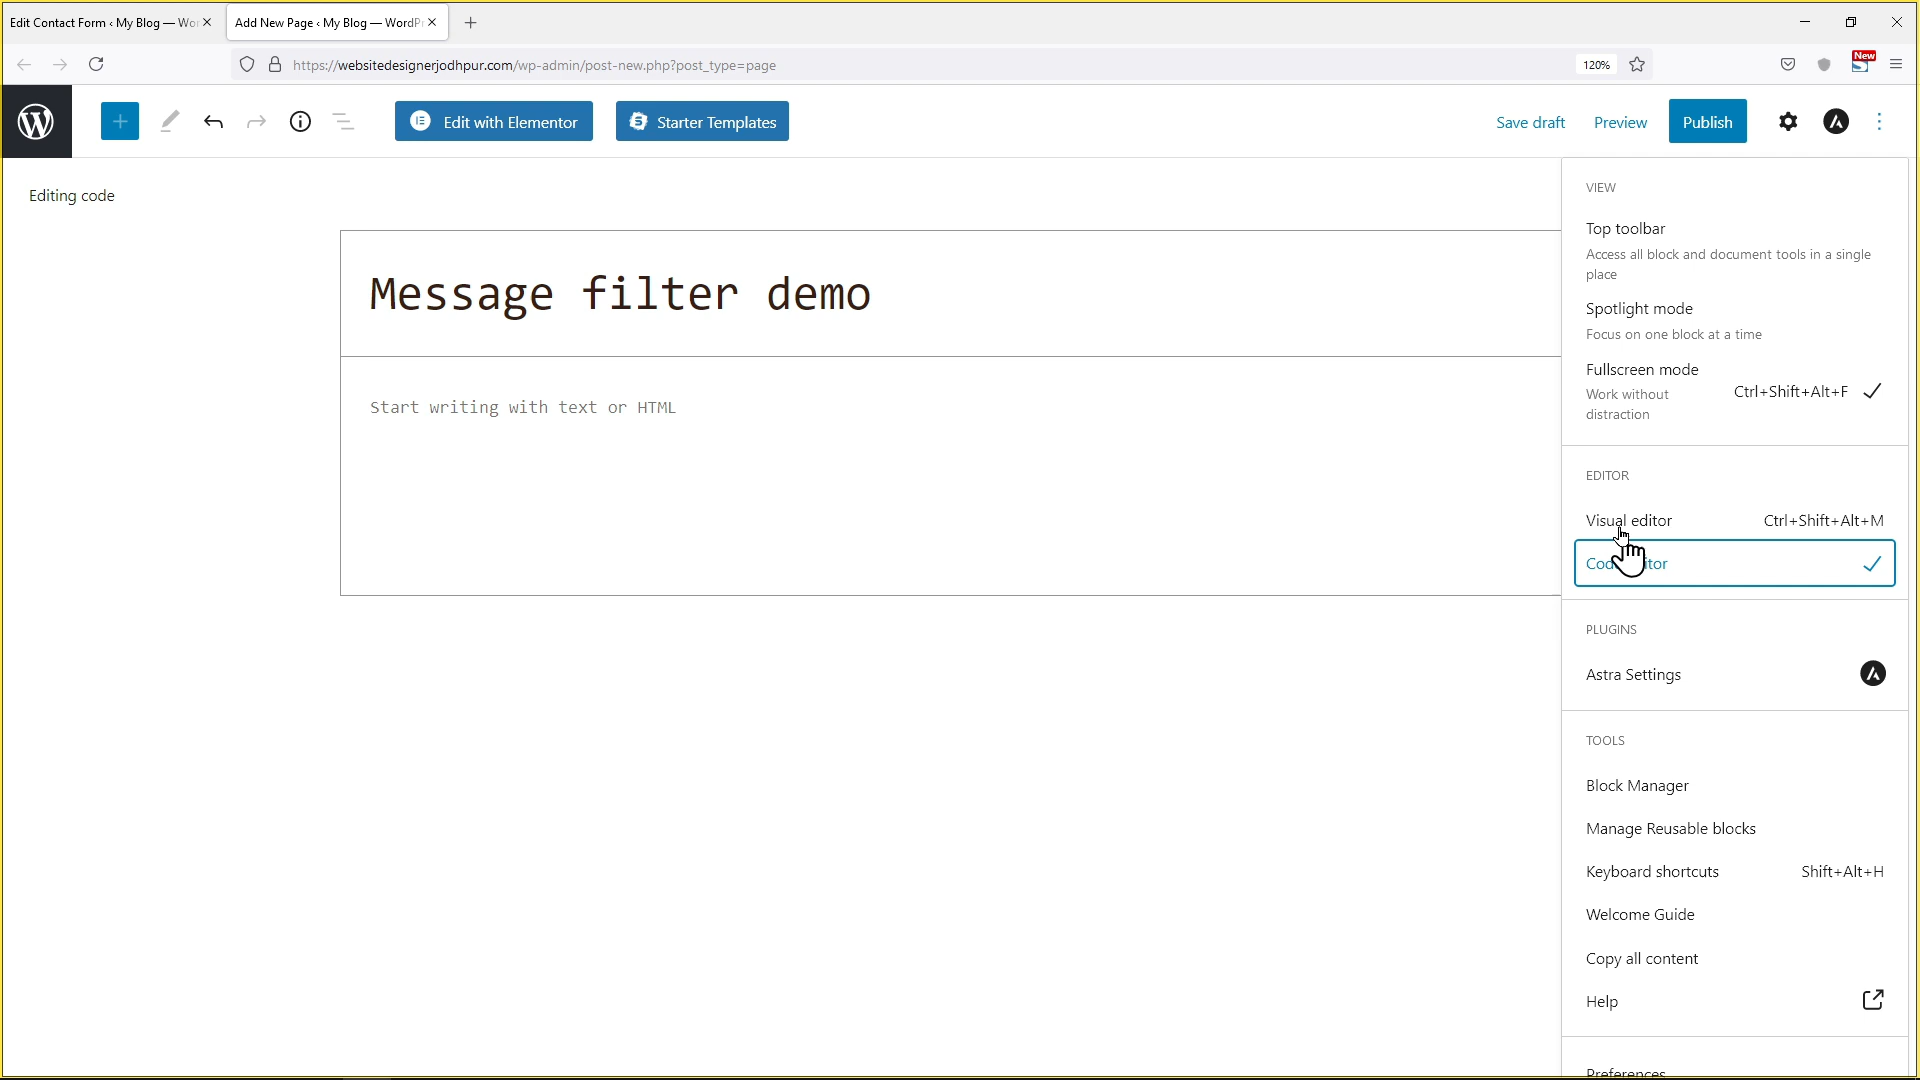 Edit Contact Form ‹ My Blog — Wor
Add New Page ‹ My Blog — WordPr
https://websitedesignerjodhpur.com/wp-admin/post-new.php?post_type=page
120%
New
Edit with Elementor
Starter Templates
Save draft
Preview
Publish
Editing code
Message filter demo
Start writing with text or HTML
VIEW
Top toolbar
Access all block and document tools in a single
place
Spotlight mode
Focus on one block at a time
Fullscreen mode
Work without
distraction
Ctrl+Shift+Alt+F
EDITOR
Visual editor Ctrl+Shift+Alt+M
Code editor
PLUGINS
Astra Settings
TOOLS
Block Manager
Manage Reusable blocks
Keyboard shortcuts Shift+Alt+H
Welcome Guide
Copy all content
Help
Preferences